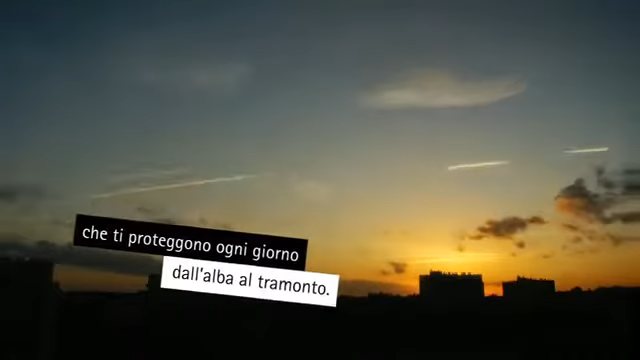 che ti proteggono ogni giorno
dall'alba al tramonto.